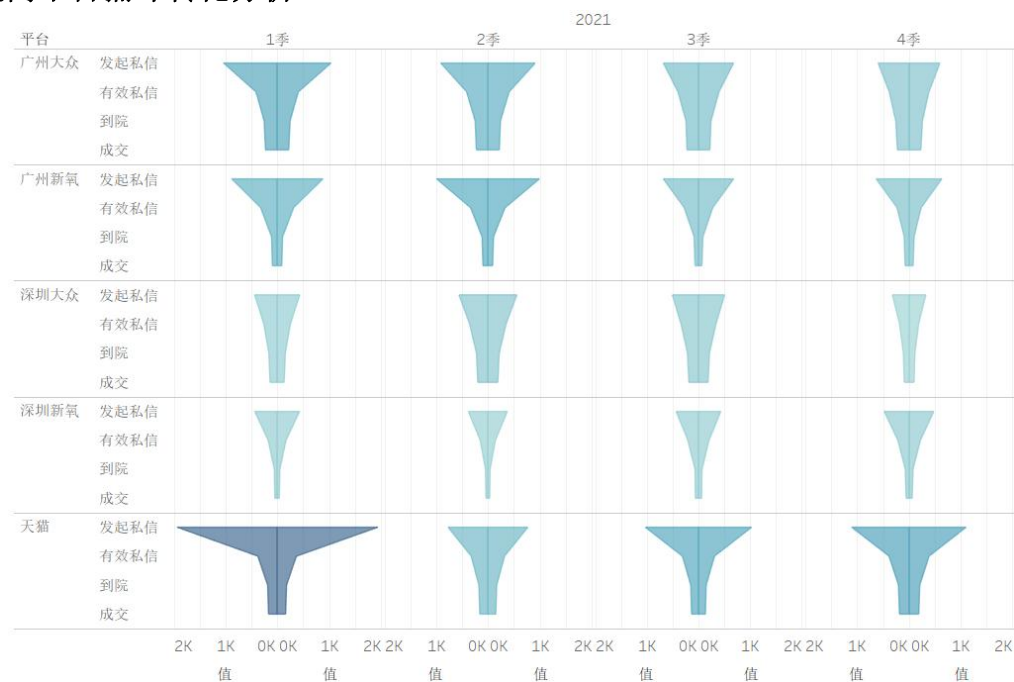 2021
平台 1季 2季 3季 4季
广州大众 发起私信
有效私信
到院
成交
广州新氧 发起私信
有效私信
到院
成交
深圳大众 发起私信
有效私信
到院
成交
深圳新氧 发起私信
有效私信
到院
成交
天猫 发起私信
有效私信
到院
成交
2K 1K 0K 0K 1K 2K 2K 1K 0K 0K 1K 2K 2K 1K 0K 0K 1K 2K 2K 1K 0K 0K 1K 2K
值 值 值 值 值 值 值 值